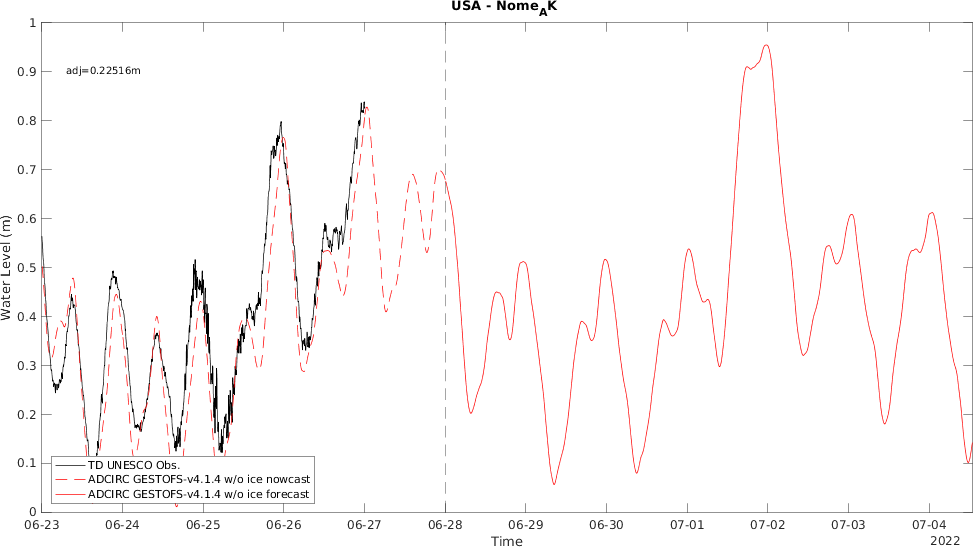 USA - Nome_AK
1
0.9
adj=0.22516m
0.8
0.7
0.6
0.5
0.4
0.3
0.2
0.1
0
Water Level (m)
TD UNESCO Obs.
ADCIRC GESTOFS-v4.1.4 w/o ice nowcast
ADCIRC GESTOFS-v4.1.4 w/o ice forecast
06-23 06-24 06-25 06-26 06-27 06-28 06-29 06-30 07-01 07-02 07-03 07-04
Time
2022